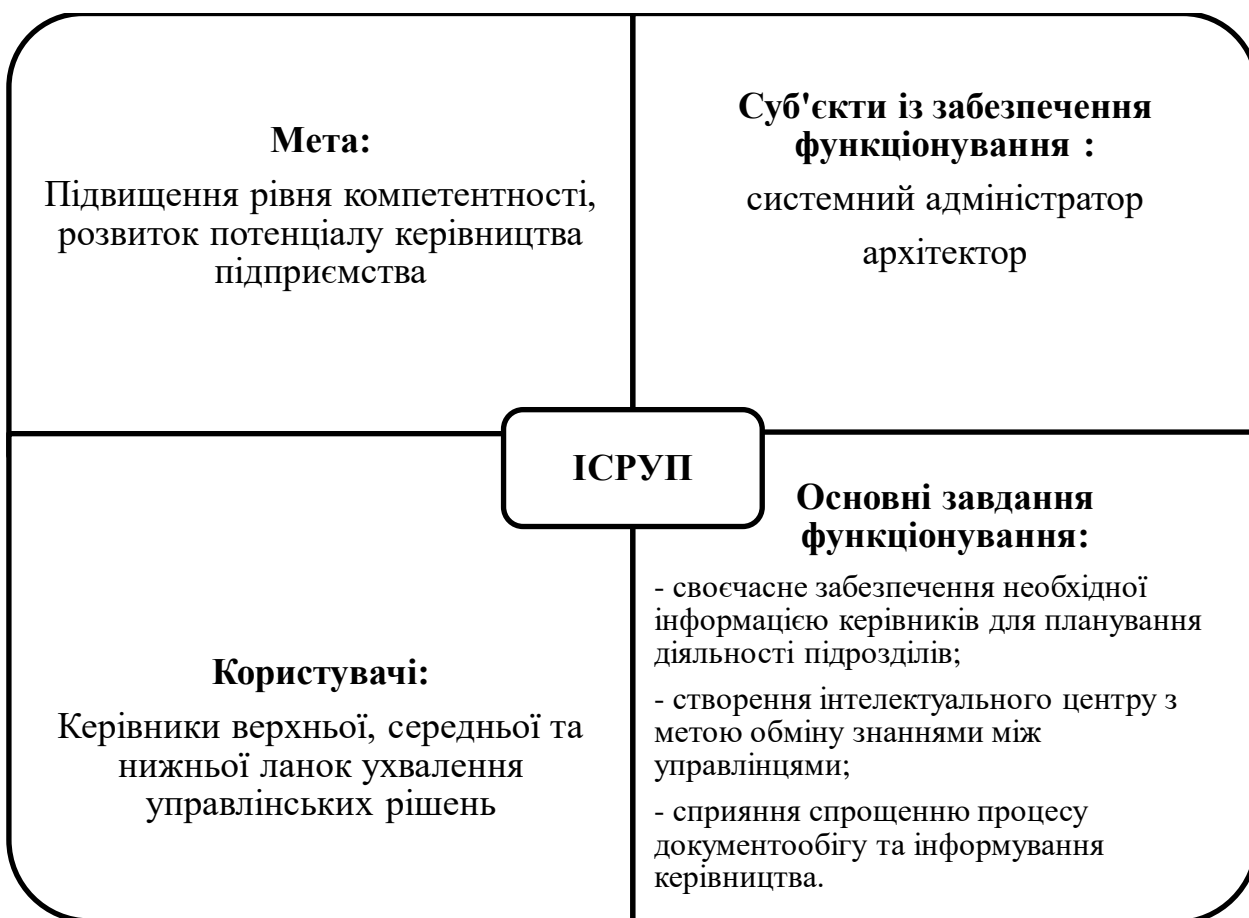 Мета:
Підвищення рівня компетентності,
розвиток потенціалу керівництва
підприємства
Суб'єкти із забезпечення
функціонування :
системний адміністратор
архітектор
ІСРУП
Користувачі:
Керівники верхньої, середньої та
нижньої ланок ухвалення
управлінських рішень
Основні завдання
функціонування:
- своєчасне забезпечення необхідної
інформацією керівників для планування
діяльності підрозділів;
- створення інтелектуального центру з
метою обміну знаннями між
управлінцями;
- сприяння спрощенню процесу
документообігу та інформування
керівництва.